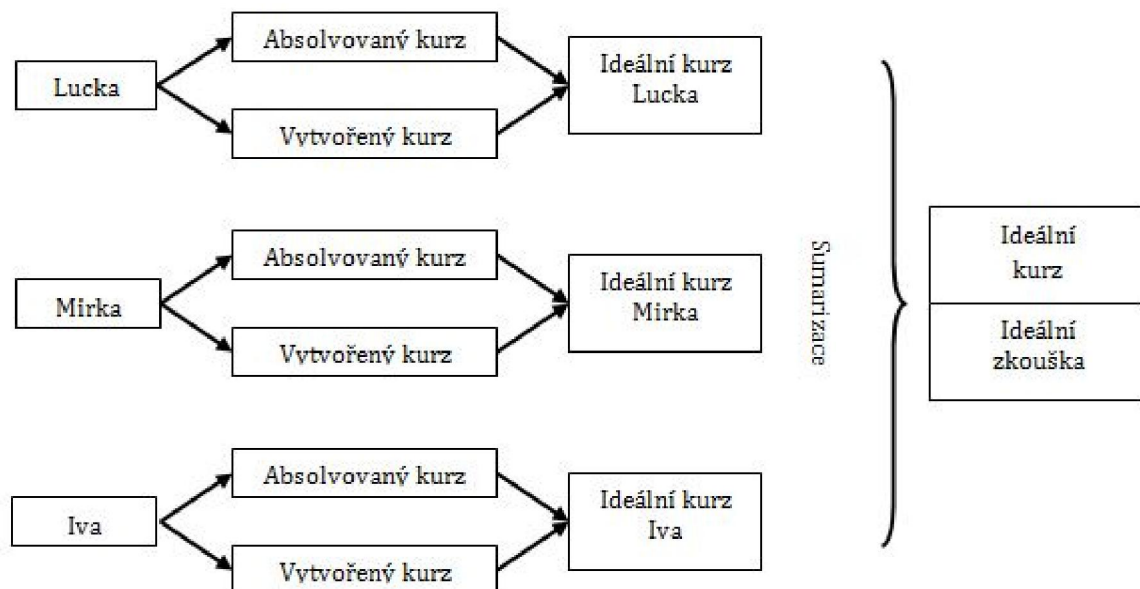 Lucka
Absolvovaný kurz
Vytvořený kurz
Ideální kurz
Lucka
Mirka
Absolvovaný kurz
Vytvořený kurz
Ideální kurz
Mirka
Iva
Absolvovaný kurz
Vytvořený kurz
Ideální kurz
Iva
Sumarizace
Ideální
kurz
Ideální
zkouška